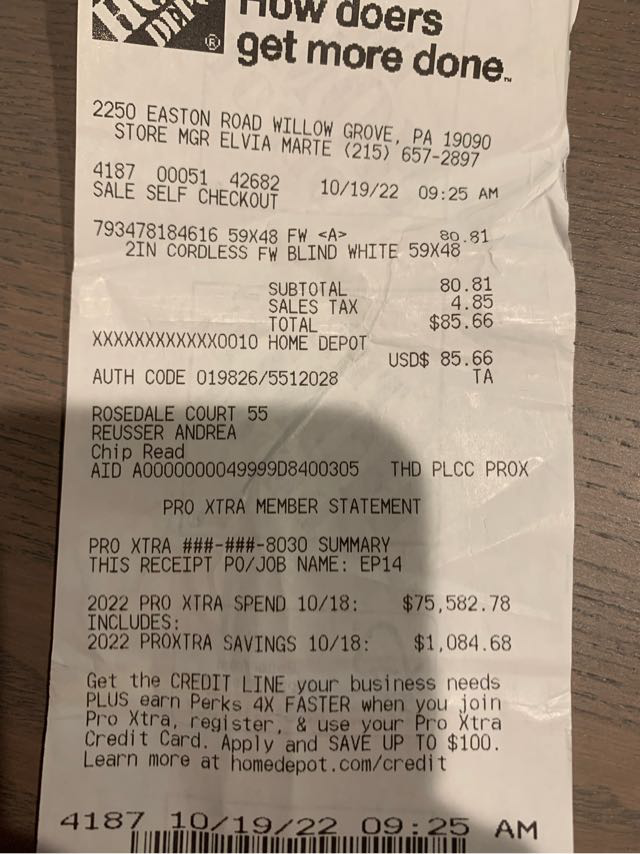 How doers
get more done.™
2250 EASTON ROAD WILLOW GROVE, PA 19090
STORE MGR ELVIA MARTE (215) 657-2897
4187 00051 42682 10/19/22 09:25 AM
SALE SELF CHECKOUT
793478184616 59X48 FW <A> 80.81
2IN CORDLESS FW BLIND WHITE 59X48
SUBTOTAL 80.81
SALES TAX 4.85
TOTAL $85.66
XXXXXXXXXXXX0010 HOME DEPOT
USD$ 85.66
AUTH CODE 019826/5512028 TA
ROSEDALE COURT 55
REUSSER ANDREA
Chip Read
AID A0000000049999D8400305 THD PLCC PROX
PRO XTRA MEMBER STATEMENT
PRO XTRA ###-###-8030 SUMMARY
THIS RECEIPT PO/JOB NAME: EP14
2022 PRO XTRA SPEND 10/18: $75,582.78
INCLUDES:
2022 PROXTRA SAVINGS 10/18: $1,084.68
Get the CREDIT LINE your business needs
PLUS earn Perks 4X FASTER when you join
Pro Xtra, register, & use your Pro Xtra
Credit Card. Apply and SAVE UP TO $100.
Learn more at homedepot.com/credit
4187 10/19/22 09:25 AM